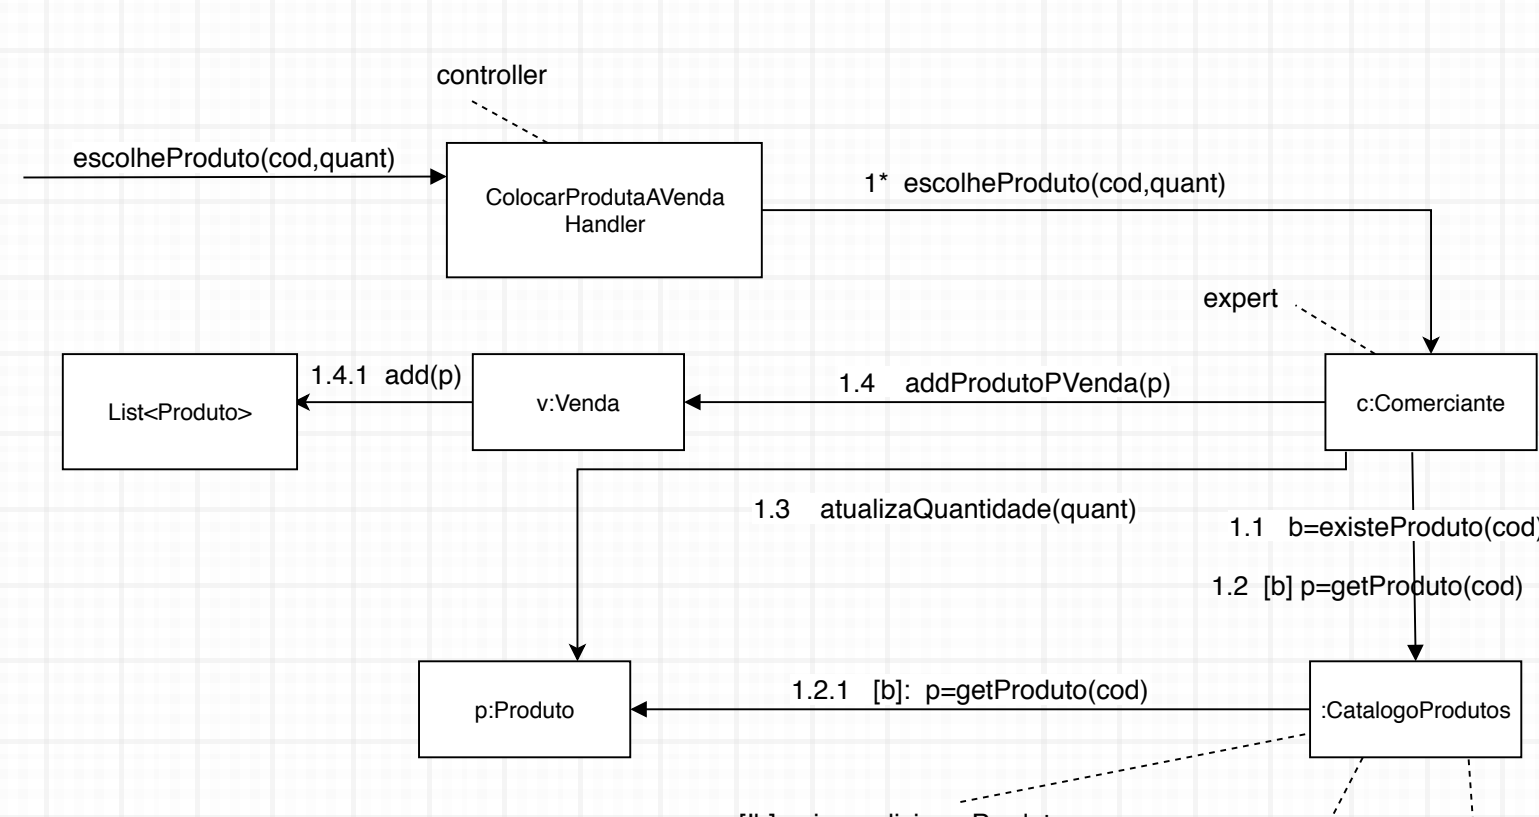 controller
escolheProduto(cod,quant)
ColocarProdutaAVenda
Handler
1* escolheProduto(cod,quant)
expert
List<Produto>
1.4.1 add(p)
v:Venda
1.4 addProdutoPVenda(p)
c:Comerciante
1.3 atualizaQuantidade(quant)
1.1 b=existeProduto(cod)
1.2 [b] p=getProduto(cod)
p:Produto
1.2.1 [b]: p=getProduto(cod)
:CatalogoProdutos